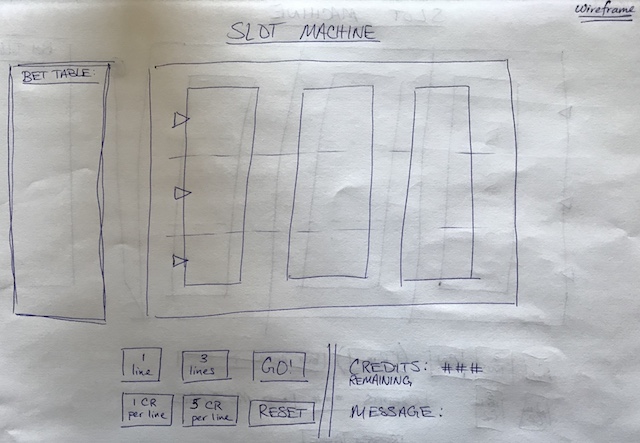 Wireframe
SLOT MACHINE
BET TABLE:
1
line
3
lines
GO!
CREDITS: ###
REMAINING
1 CR
per line
5 CR
per line
RESET
MESSAGE: